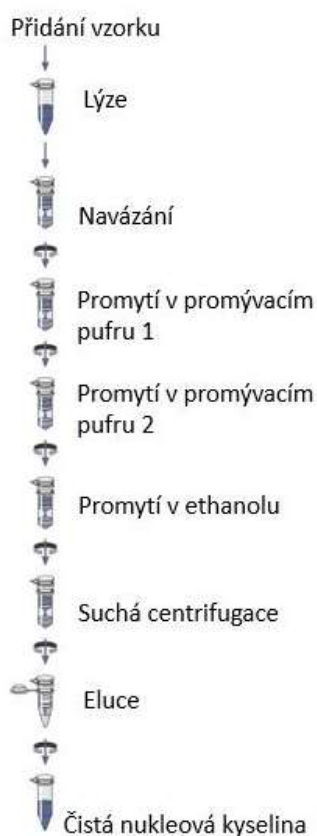 Přidání vzorku
Lýze
Navázání
Promytí v promývacím
pufru 1
Promytí v promývacím
pufru 2
Promytí v ethanolu
Suchá centrifugace
Eluce
Čistá nukleová kyselina